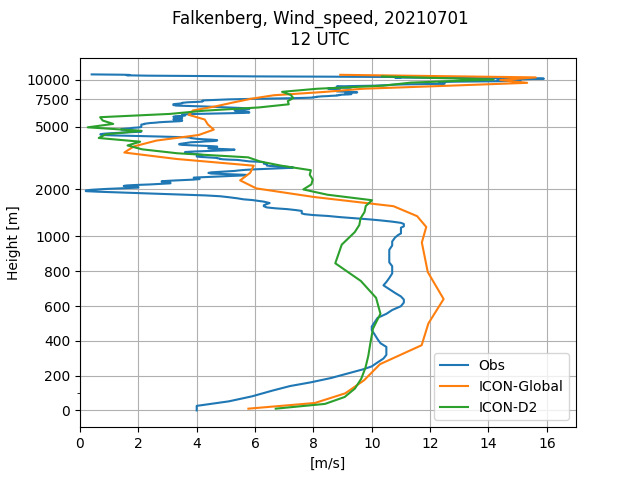 Falkenberg, Wind_speed, 20210701
12 UTC
10000
7500
5000
2000
1000
800
600
400
200
0
Height [m]
0 2 4 6 8 10 12 14 16
[m/s]
Obs
ICON-Global
ICON-D2